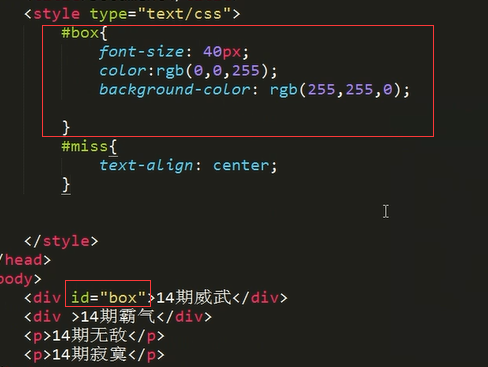 <style type="text/css">
#box{
font-size: 40px;
color:rgb(0,0,255);
background-color: rgb(255,255,0);
}
#miss{
text-align: center;
}
</style>
/head>
body>
<div id="box">14期威武</div>
<div >14期霸气</div>
<p>14期无敌</p>
<p>14期寂寞</p>